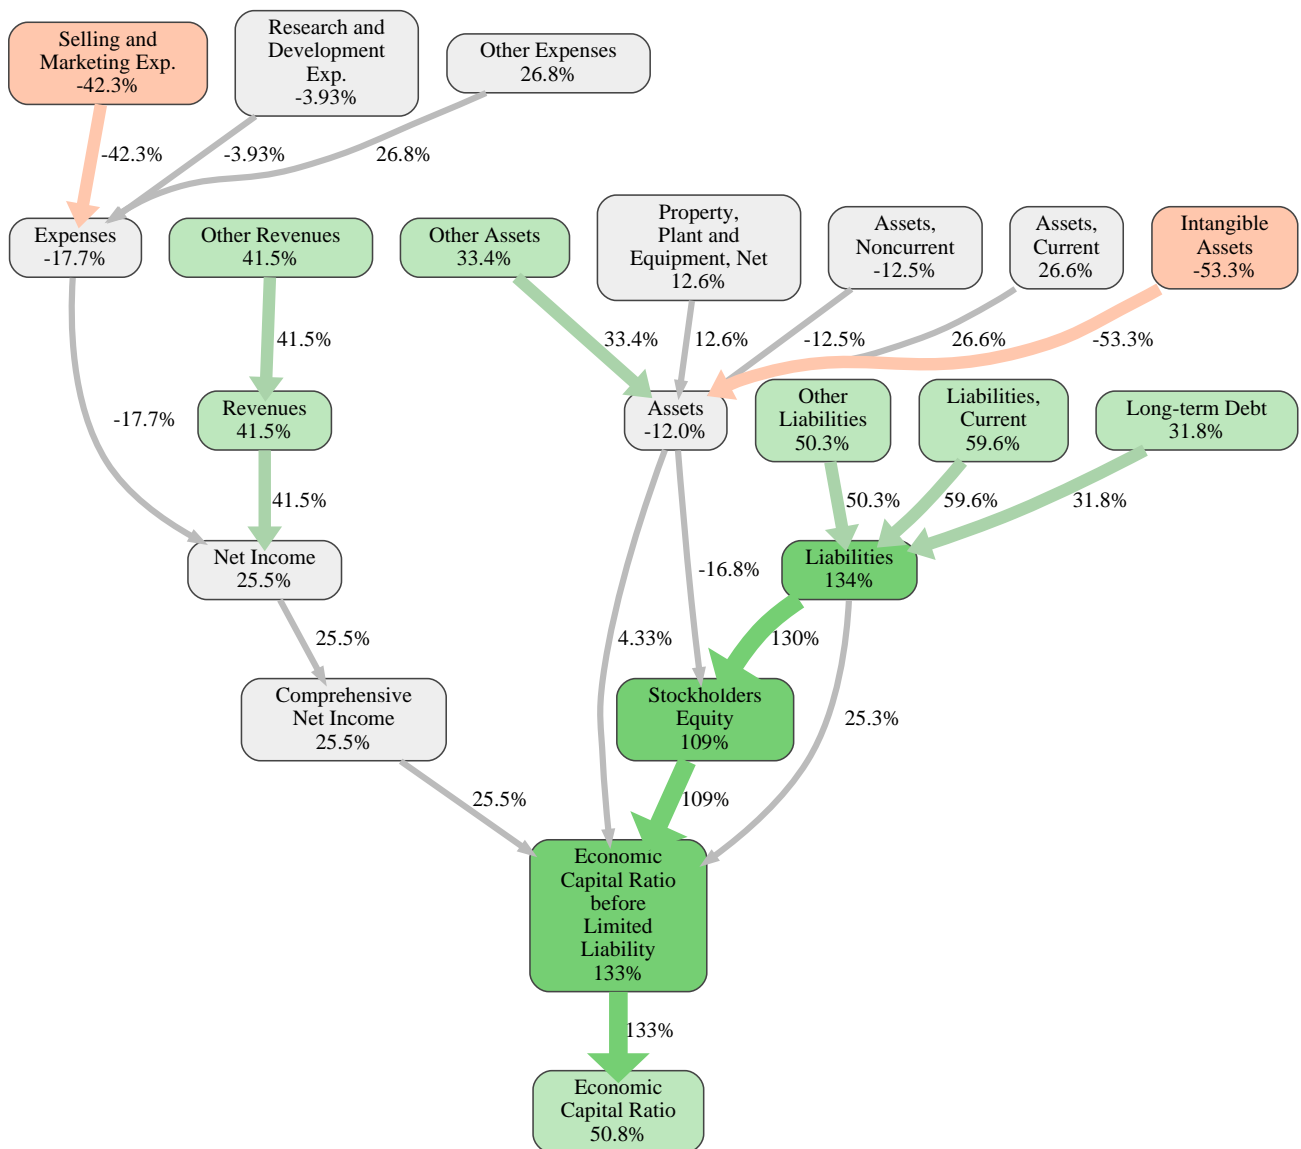 Selling and
Marketing Exp.
-42.3%
Research and
Development
Exp.
-3.93%
Other Expenses
26.8%
-42.3%
-3.93%
26.8%
Expenses
-17.7%
Other Revenues
41.5%
Other Assets
33.4%
Property,
Plant and
Equipment, Net
12.6%
Assets,
Noncurrent
-12.5%
Assets,
Current
26.6%
Intangible
Assets
-53.3%
41.5%
33.4%
12.6%
-12.5%
26.6%
-53.3%
-17.7%
Revenues
41.5%
Assets
-12.0%
Other
Liabilities
50.3%
Liabilities,
Current
59.6%
Long-term Debt
31.8%
41.5%
50.3%
59.6%
31.8%
Net Income
25.5%
-16.8%
Liabilities
134%
25.5%
4.33%
130%
Comprehensive
Net Income
25.5%
Stockholders
Equity
109%
25.3%
25.5%
109%
Economic
Capital Ratio
before
Limited
Liability
133%
133%
Economic
Capital Ratio
50.8%